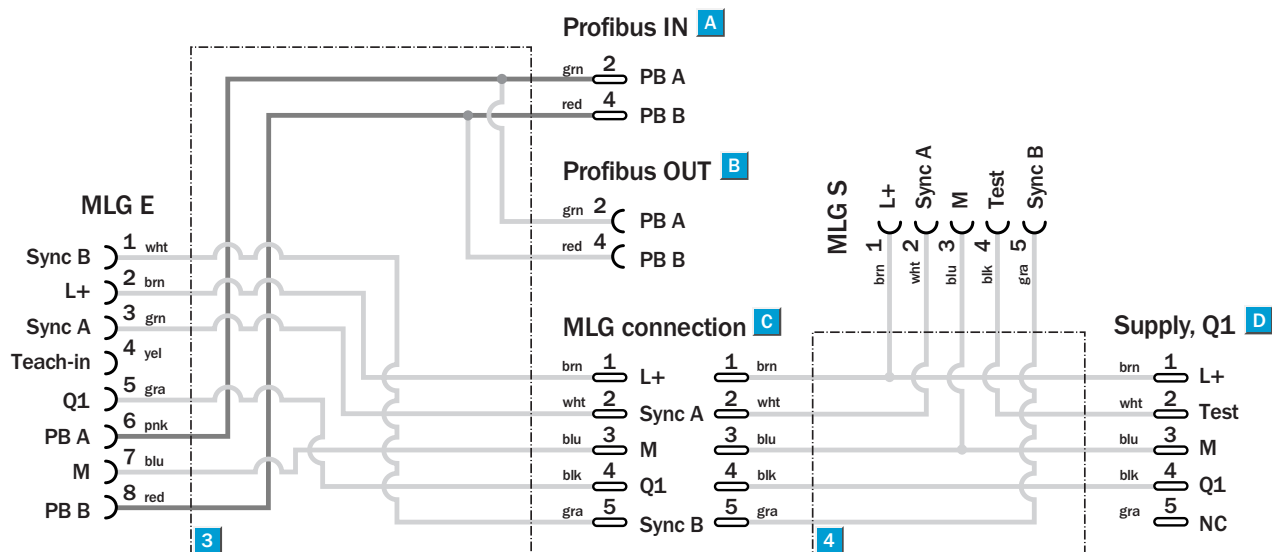 Profibus IN A
grn 2 PB A
red 4 PB B
Profibus OUT B
grn 2 PB A
red 4 PB B
MLG E
Sync B 1 wht
L+ 2 brn
Sync A 3 grn
Teach-in 4 yel
Q1 5 gra
PB A 6 pnk
M 7 blu
PB B 8 red
3
MLG connection C
brn 1 L+ 1 brn
wht 2 Sync A 2 wht
blu 3 M 3 blu
blk 4 Q1 4 blk
gra 5 Sync B 5 gra
MLG S
L+ 1 brn
Sync A 2 wht
M 3 blu
Test 4 blk
Sync B 5 gra
4
Supply, Q1 D
brn 1 L+
wht 2 Test
blu 3 M
blk 4 Q1
gra 5 NC